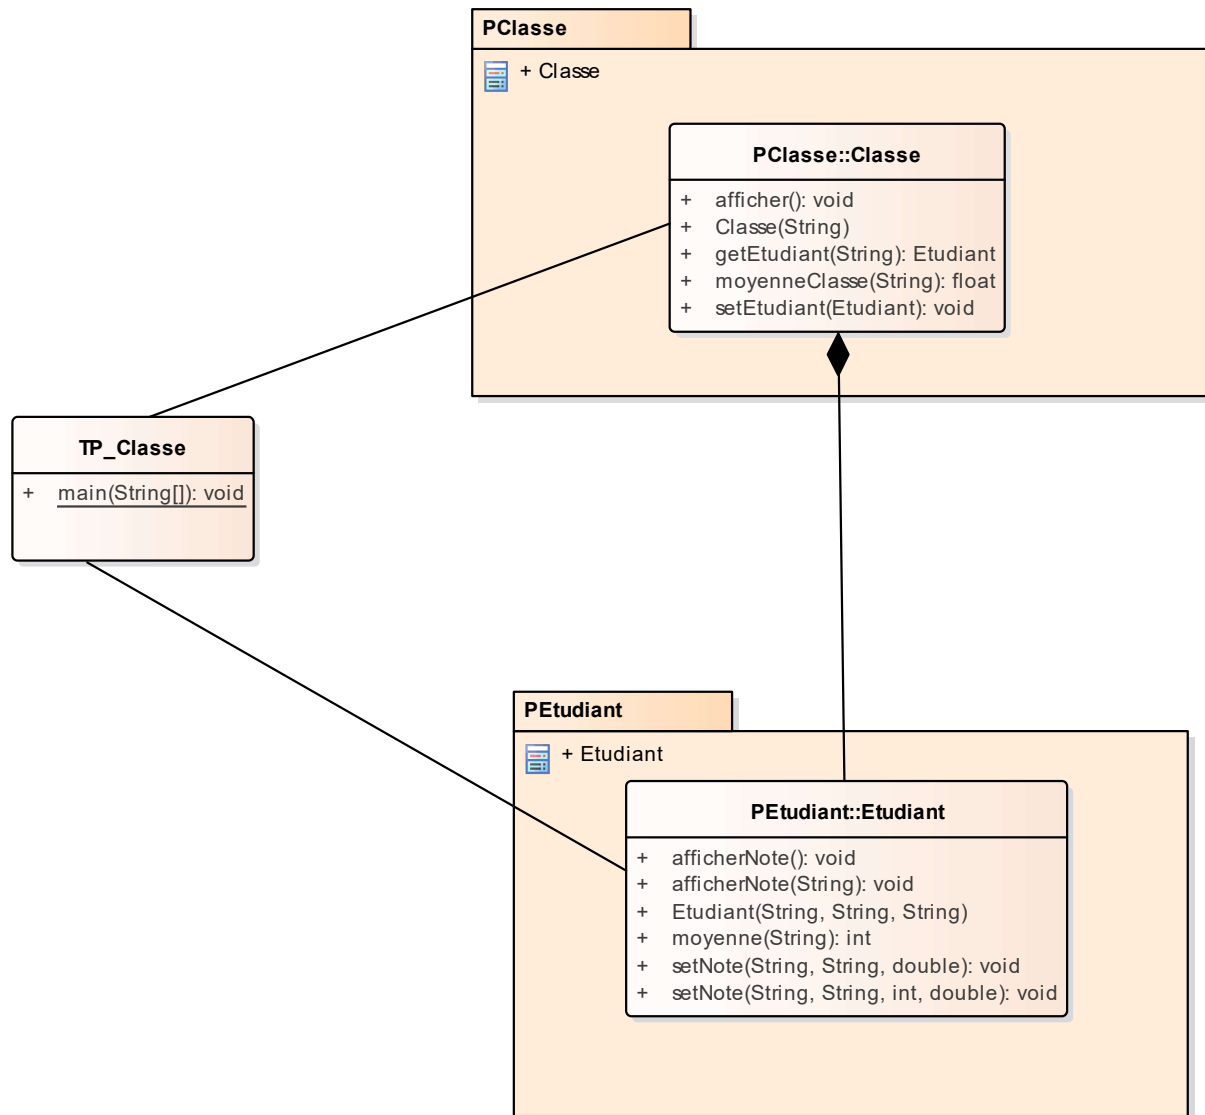 PClasse
+ Classe
PClasse::Classe
+ afficher(): void
+ Classe(String)
+ getEtudiant(String): Etudiant
+ moyenneClasse(String): float
+ setEtudiant(Etudiant): void
TP_Classe
+ main(String[]): void
PEtudiant
+ Etudiant
PEtudiant::Etudiant
+ afficherNote(): void
+ afficherNote(String): void
+ Etudiant(String, String, String)
+ moyenne(String): int
+ setNote(String, String, double): void
+ setNote(String, String, int, double): void